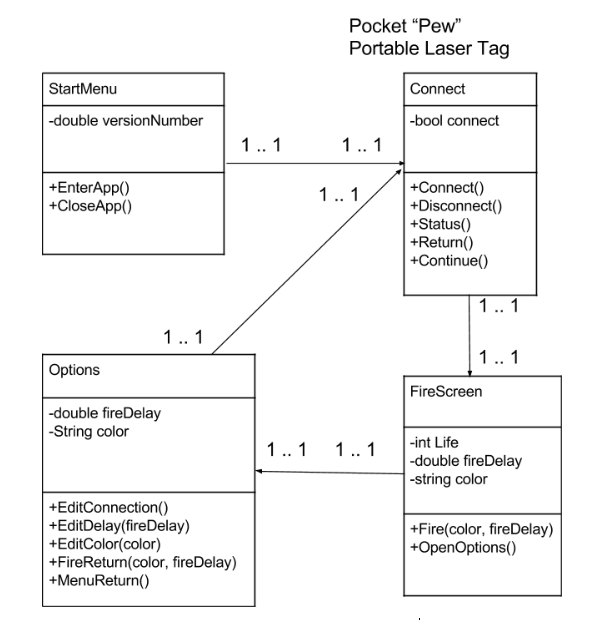 Pocket “Pew”
Portable Laser Tag
StartMenu
-double versionNumber
+EnterApp()
+CloseApp()
1 .. 1
1 .. 1
Connect
-bool connect
+Connect()
+Disconnect()
+Status()
+Return()
+Continue()
1 .. 1
1 .. 1
1 .. 1
1 .. 1
Options
-double fireDelay
-String color
+EditConnection()
+EditDelay(fireDelay)
+EditColor(color)
+FireReturn(color, fireDelay)
+MenuReturn()
1 .. 1
1 .. 1
FireScreen
-int Life
-double fireDelay
-string color
+Fire(color, fireDelay)
+OpenOptions()